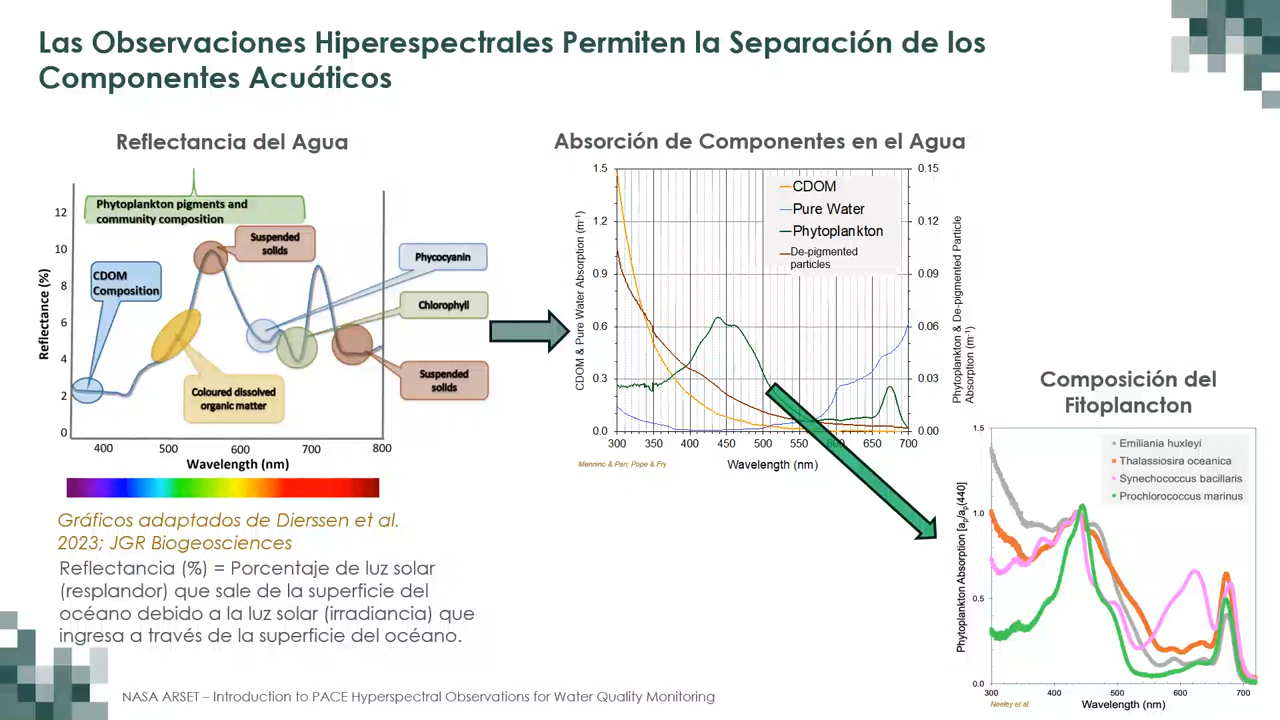 Las Observaciones Hiperespectrales Permiten la Separación de los
Componentes Acuáticos
Reflectancia del Agua
Phytoplankton pigments and
community composition
Suspended
solids
CDOM
Composition
Phycocyanin
Chlorophyll
Suspended
solids
Coloured dissolved
organic matter
Reflectance (%)
12
10
8
6
4
2
0
400
500
600
700
800
Wavelength (nm)
Gráficos adaptados de Dierssen et al.
2023; JGR Biogeosciences
Reflectancia (%) = Porcentaje de luz solar
(resplandor) que sale de la superficie del
océano debido a la luz solar (irradiancia) que
ingresa a través de la superficie del océano.
Absorción de Componentes en el Agua
CDOM & Pure Water Absorption (m⁻¹)
1.5
1.2
0.9
0.6
0.3
0.0
CDOM
Pure Water
Phytoplankton
De-pigmented
particles
0.15
0.12
0.09
0.06
0.03
0.00
Phytoplankton & De-pigmented Particle
Absorption (m⁻¹)
300
350
400
450
500
550
600
650
700
Wavelength (nm)
Mannino & Pen; Pope & Fry
Composición del
Fitoplancton
Phytoplankton Absorption [aₚ/aₚ(440)]
1.5
1.0
0.5
0.0
Emiliania huxleyi
Thalassiosira oceanica
Synechococcus bacillaris
Prochlorococcus marinus
300
400
500
600
700
Neeley et al.
Wavelength (nm)
NASA ARSET – Introduction to PACE Hyperspectral Observations for Water Quality Monitoring